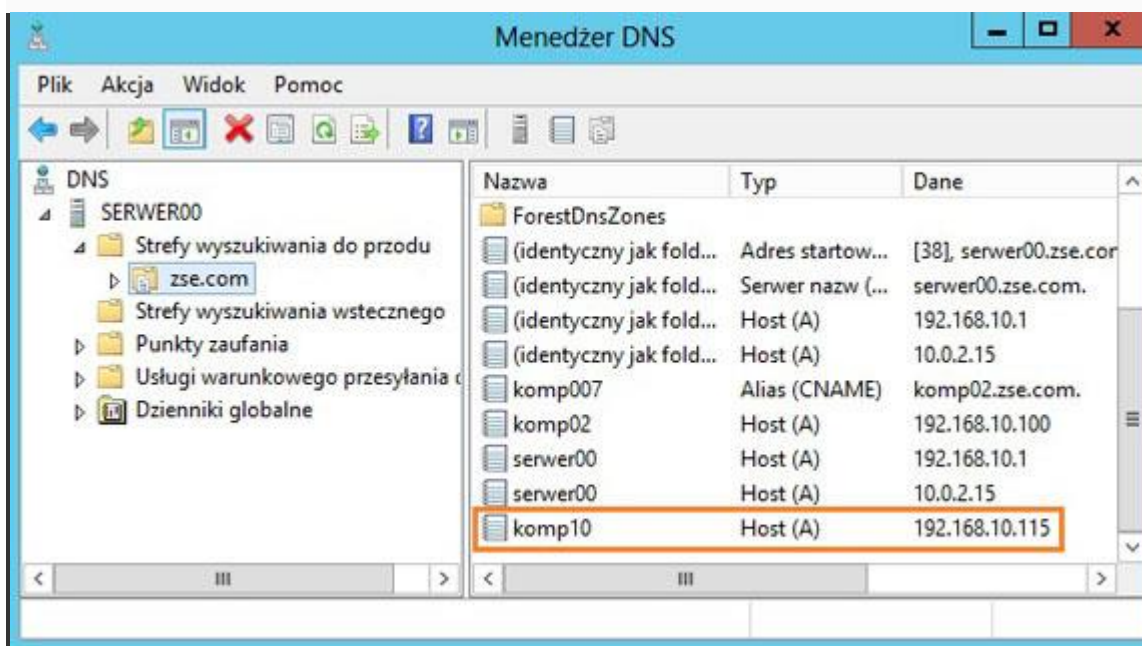 Menedżer DNS
Plik Akcja Widok Pomoc
DNS
SERWER00
Strefy wyszukiwania do przodu
zse.com
Strefy wyszukiwania wstecznego
Punkty zaufania
Usługi warunkowego przesyłania
Dzienniki globalne
Nazwa Typ Dane
ForestDnsZones
(identyczny jak fold... Adres startow... [38], serwer00.zse.cor
(identyczny jak fold... Serwer nazw (... serwer00.zse.com.
(identyczny jak fold... Host (A) 192.168.10.1
(identyczny jak fold... Host (A) 10.0.2.15
komp007 Alias (CNAME) komp02.zse.com.
komp02 Host (A) 192.168.10.100
serwer00 Host (A) 192.168.10.1
serwer00 Host (A) 10.0.2.15
komp10 Host (A) 192.168.10.115